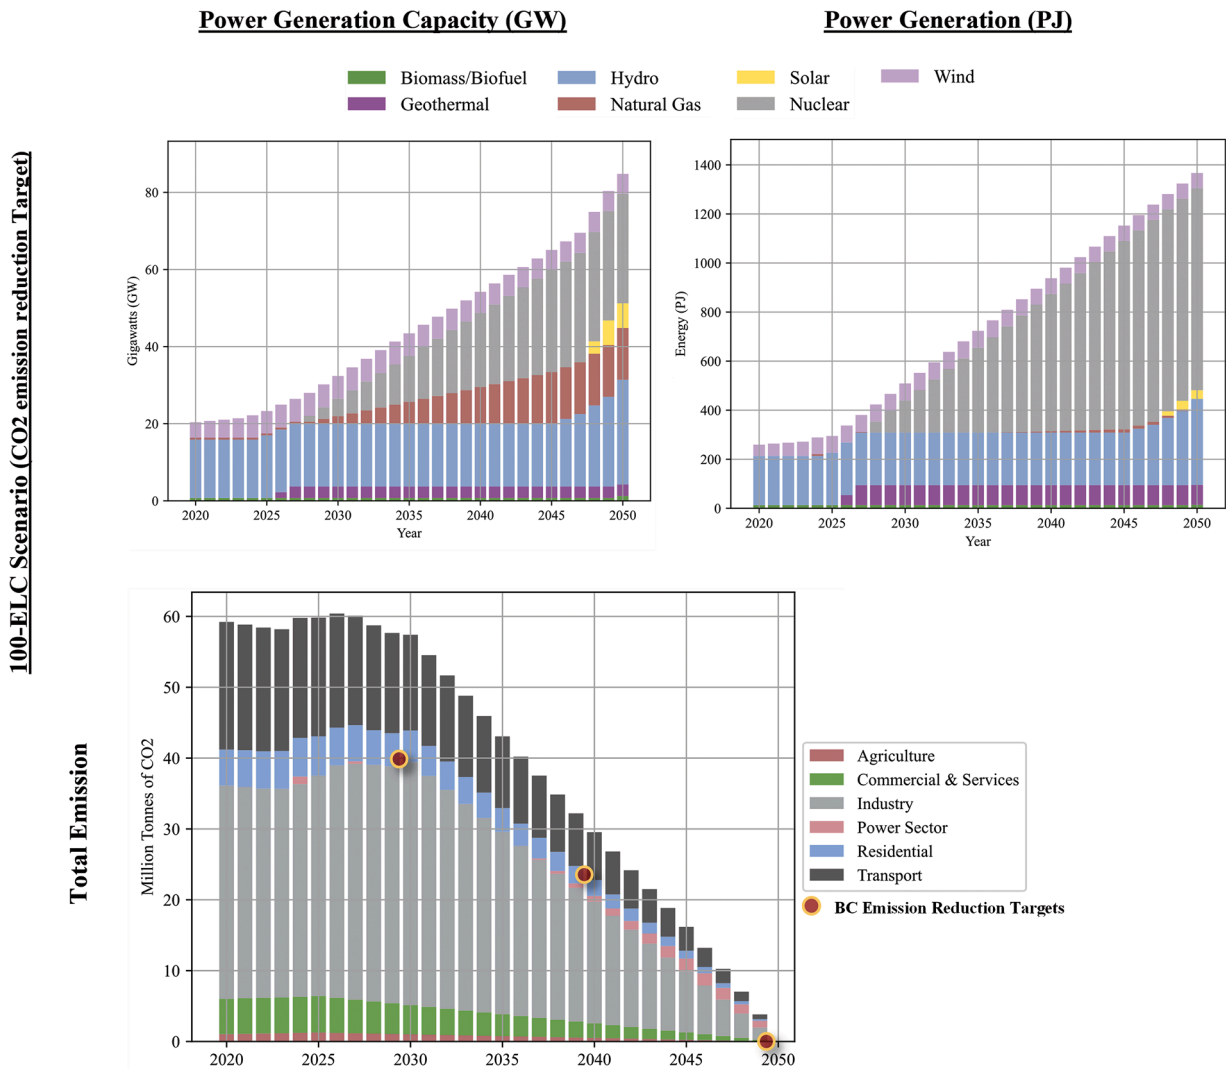 Power Generation Capacity (GW)
Power Generation (PJ)
Biomass/Biofuel
Hydro
Solar
Wind
Geothermal
Natural Gas
Nuclear
100-ELC Scenario (CO2 emission reduction Target)
Gigawatts (GW)
80
60
40
20
0
2020
2025
2030
2035
2040
2045
2050
Year
Energy (PJ)
1400
1200
1000
800
600
400
200
0
2020
2025
2030
2035
2040
2045
2050
Year
Total Emission
Million Tonnes of CO2
60
50
40
30
20
10
0
2020
2025
2030
2035
2040
2045
2050
Agriculture
Commercial & Services
Industry
Power Sector
Residential
Transport
BC Emission Reduction Targets